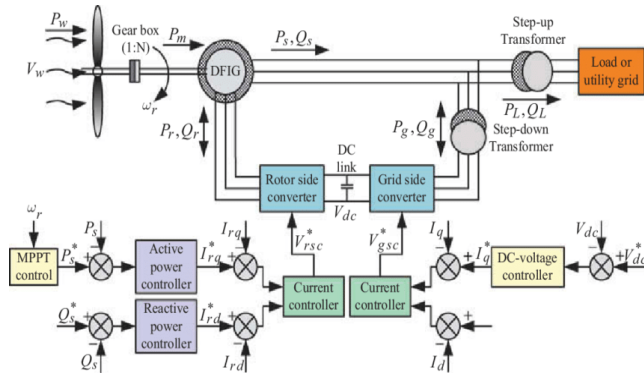 P_w
Gear box
(1:N)
P_m
P_s, Q_s
Step-up
Transformer
V_w
DFIG
Load or
utility grid
ω_r
P_r, Q_r
P_g, Q_g
P_L, Q_L
Step-down
Transformer
DC
link
Rotor side
converter
Grid side
converter
V_dc
ω_r
P_s
I_rq
V*_rsc
V*_gsc
I_q
V_dc
MPPT
control
P*_s
- +
Active
power
controller
I*_rq
- +
- + I*_q
DC-voltage
controller
- + V*_dc
Current
controller
Current
controller
Q*_s
+ -
Reactive
power
controller
I*_rd
+ -
+ -
Q_s
I_rd
I_d